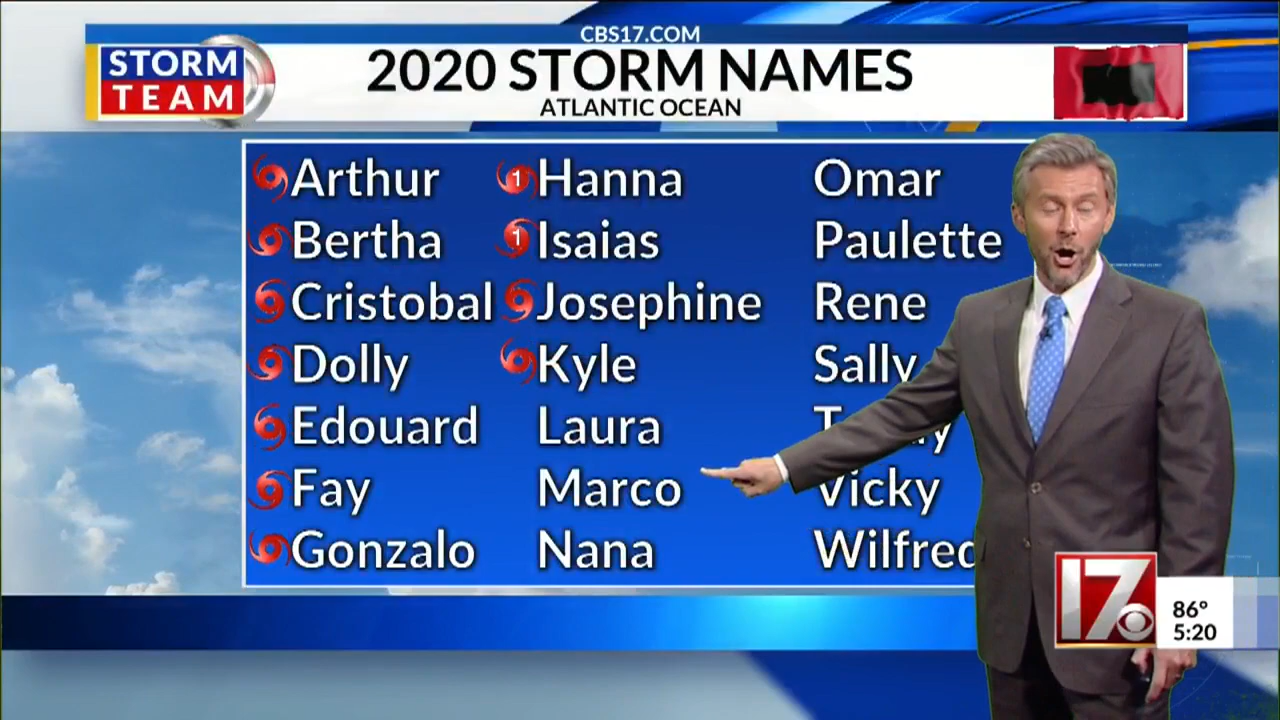 CBS17.COM
STORM
TEAM
2020 STORM NAMES
ATLANTIC OCEAN
Arthur
Bertha
Cristobal
Dolly
Edouard
Fay
Gonzalo
1 Hanna
1 Isaias
Josephine
Kyle
Laura
Marco
Nana
Omar
Paulette
Rene
Sally
Vicky
Wilfred
17
86°
5:20